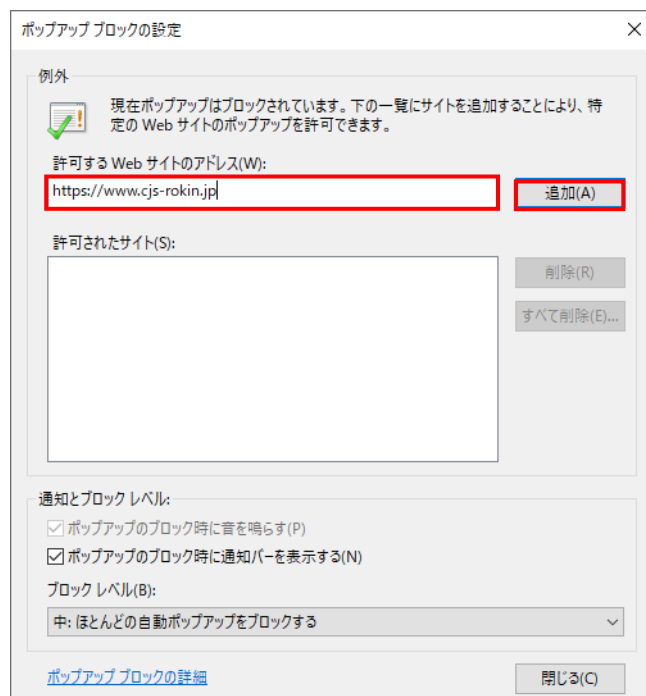 ポップアップ ブロックの設定
例外
現在ポップアップはブロックされています。下の一覧にサイトを追加することにより、特
定の Web サイトのポップアップを許可できます。
許可する Web サイトのアドレス(W):
https://www.cjs-rokin.jp
追加(A)
許可されたサイト(S):
削除(R)
すべて削除(E)...
通知とブロック レベル:
ポップアップのブロック時に音を鳴らす(P)
ポップアップのブロック時に通知バーを表示する(N)
ブロック レベル(B):
中: ほとんどの自動ポップアップをブロックする
ポップアップ ブロックの詳細
閉じる(C)